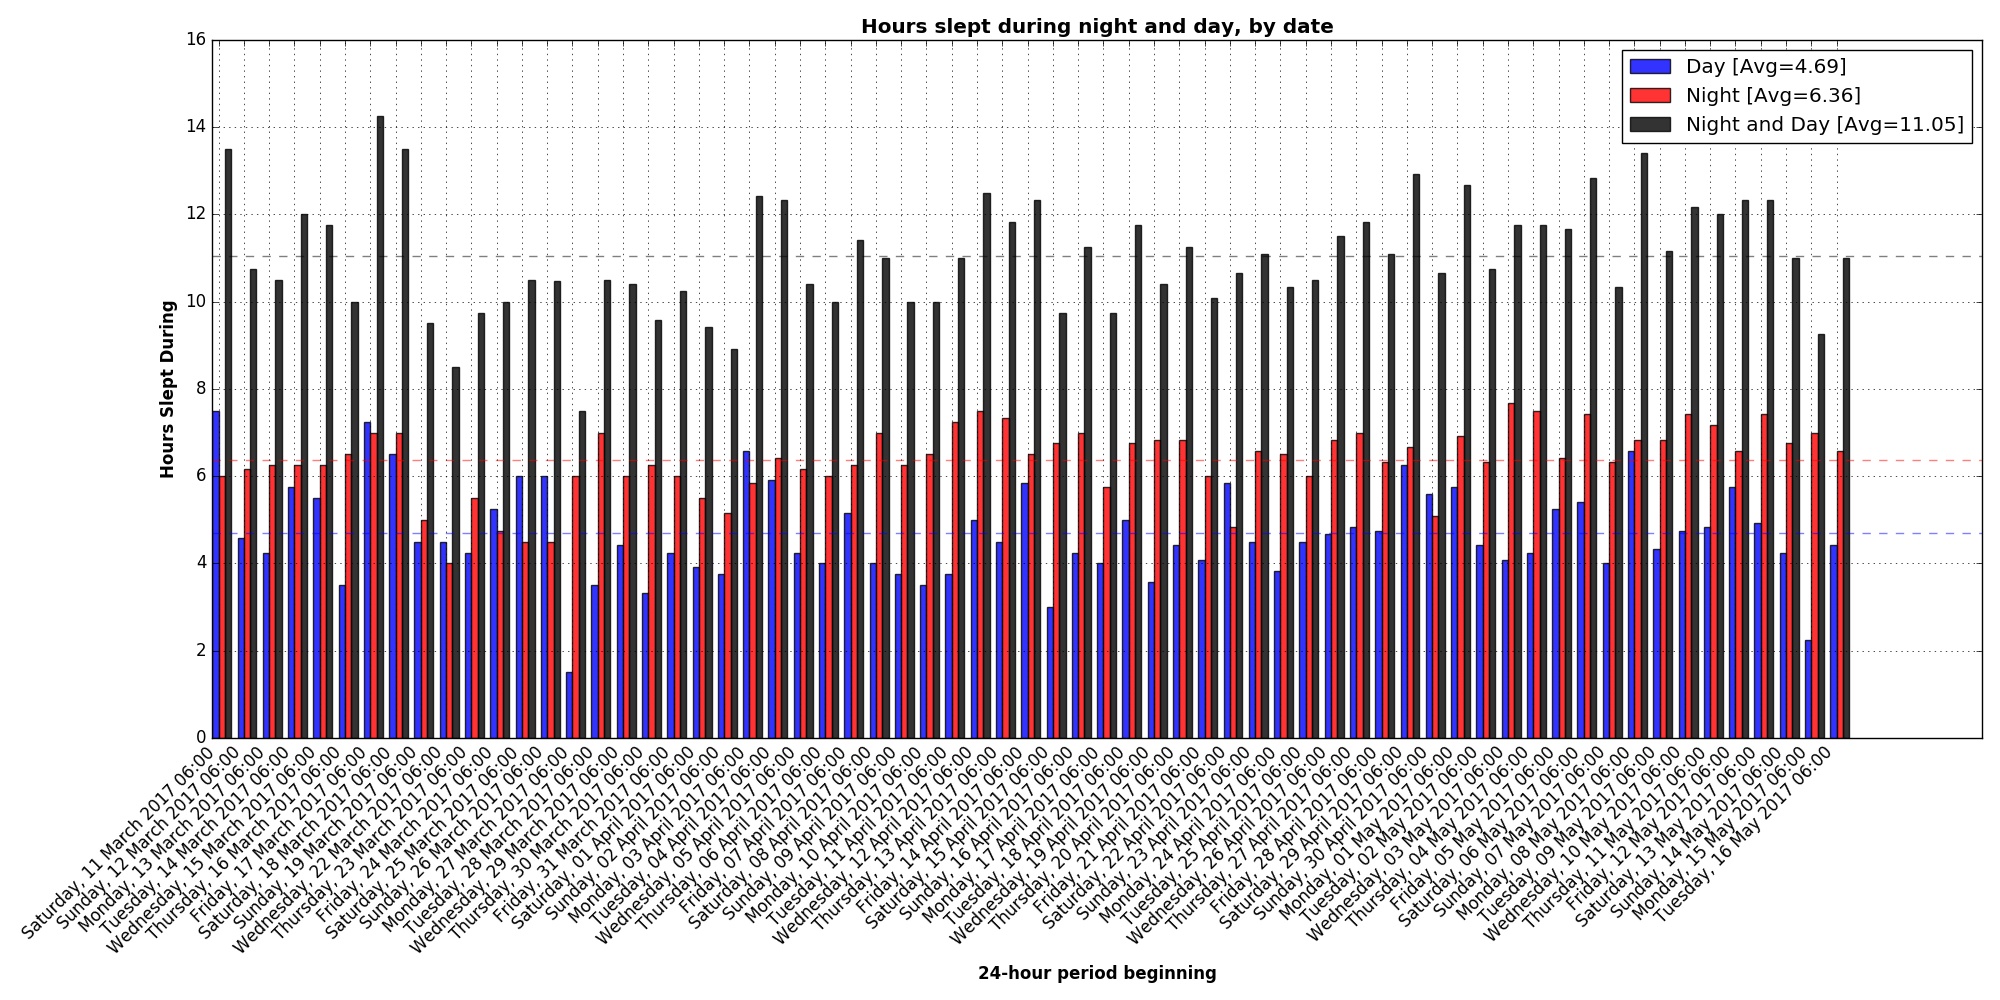 Hours slept during night and day, by date
16
14
12
10
8
6
4
2
0
Hours Slept During
Day [Avg=4.69]
Night [Avg=6.36]
Night and Day [Avg=11.05]
Saturday, 11 March 2017 06:00
Sunday, 12 March 2017 06:00
Monday, 13 March 2017 06:00
Tuesday, 14 March 2017 06:00
Wednesday, 15 March 2017 06:00
Thursday, 16 March 2017 06:00
Friday, 17 March 2017 06:00
Saturday, 18 March 2017 06:00
Sunday, 19 March 2017 06:00
Wednesday, 22 March 2017 06:00
Thursday, 23 March 2017 06:00
Friday, 24 March 2017 06:00
Saturday, 25 March 2017 06:00
Sunday, 26 March 2017 06:00
Monday, 27 March 2017 06:00
Tuesday, 28 March 2017 06:00
Wednesday, 29 March 2017 06:00
Thursday, 30 March 2017 06:00
Friday, 31 March 2017 06:00
Saturday, 01 April 2017 06:00
Sunday, 02 April 2017 06:00
Monday, 03 April 2017 06:00
Tuesday, 04 April 2017 06:00
Wednesday, 05 April 2017 06:00
Thursday, 06 April 2017 06:00
Friday, 07 April 2017 06:00
Saturday, 08 April 2017 06:00
Sunday, 09 April 2017 06:00
Monday, 10 April 2017 06:00
Tuesday, 11 April 2017 06:00
Wednesday, 12 April 2017 06:00
Thursday, 13 April 2017 06:00
Friday, 14 April 2017 06:00
Saturday, 15 April 2017 06:00
Sunday, 16 April 2017 06:00
Monday, 17 April 2017 06:00
Tuesday, 18 April 2017 06:00
Wednesday, 19 April 2017 06:00
Thursday, 20 April 2017 06:00
Friday, 21 April 2017 06:00
Saturday, 22 April 2017 06:00
Sunday, 23 April 2017 06:00
Monday, 24 April 2017 06:00
Tuesday, 25 April 2017 06:00
Wednesday, 26 April 2017 06:00
Thursday, 27 April 2017 06:00
Friday, 28 April 2017 06:00
Saturday, 29 April 2017 06:00
Sunday, 30 April 2017 06:00
Monday, 01 May 2017 06:00
Tuesday, 02 May 2017 06:00
Wednesday, 03 May 2017 06:00
Thursday, 04 May 2017 06:00
Friday, 05 May 2017 06:00
Saturday, 06 May 2017 06:00
Sunday, 07 May 2017 06:00
Monday, 08 May 2017 06:00
Tuesday, 09 May 2017 06:00
Wednesday, 10 May 2017 06:00
Thursday, 11 May 2017 06:00
Friday, 12 May 2017 06:00
Saturday, 13 May 2017 06:00
Sunday, 14 May 2017 06:00
Monday, 15 May 2017 06:00
Tuesday, 16 May 2017 06:00
24-hour period beginning